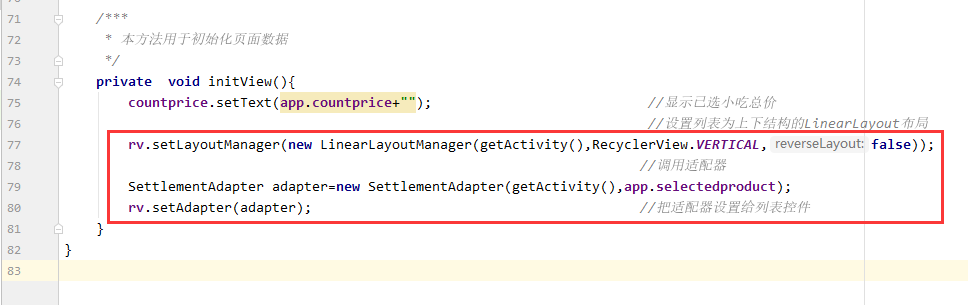 71 /***
72 * 本方法用于初始化页面数据
73 */
74 private void initView(){
75 countprice.setText(app.countprice+""); //显示已选小吃总价
76 //设置列表为上下结构的LinearLayout布局
77 rv.setLayoutManager(new LinearLayoutManager(getActivity(),RecyclerView.VERTICAL, reverseLayout: false));
78 //调用适配器
79 SettlementAdapter adapter=new SettlementAdapter(getActivity(),app.selectedproduct);
80 rv.setAdapter(adapter); //把适配器设置给列表控件
81 }
82 }
83